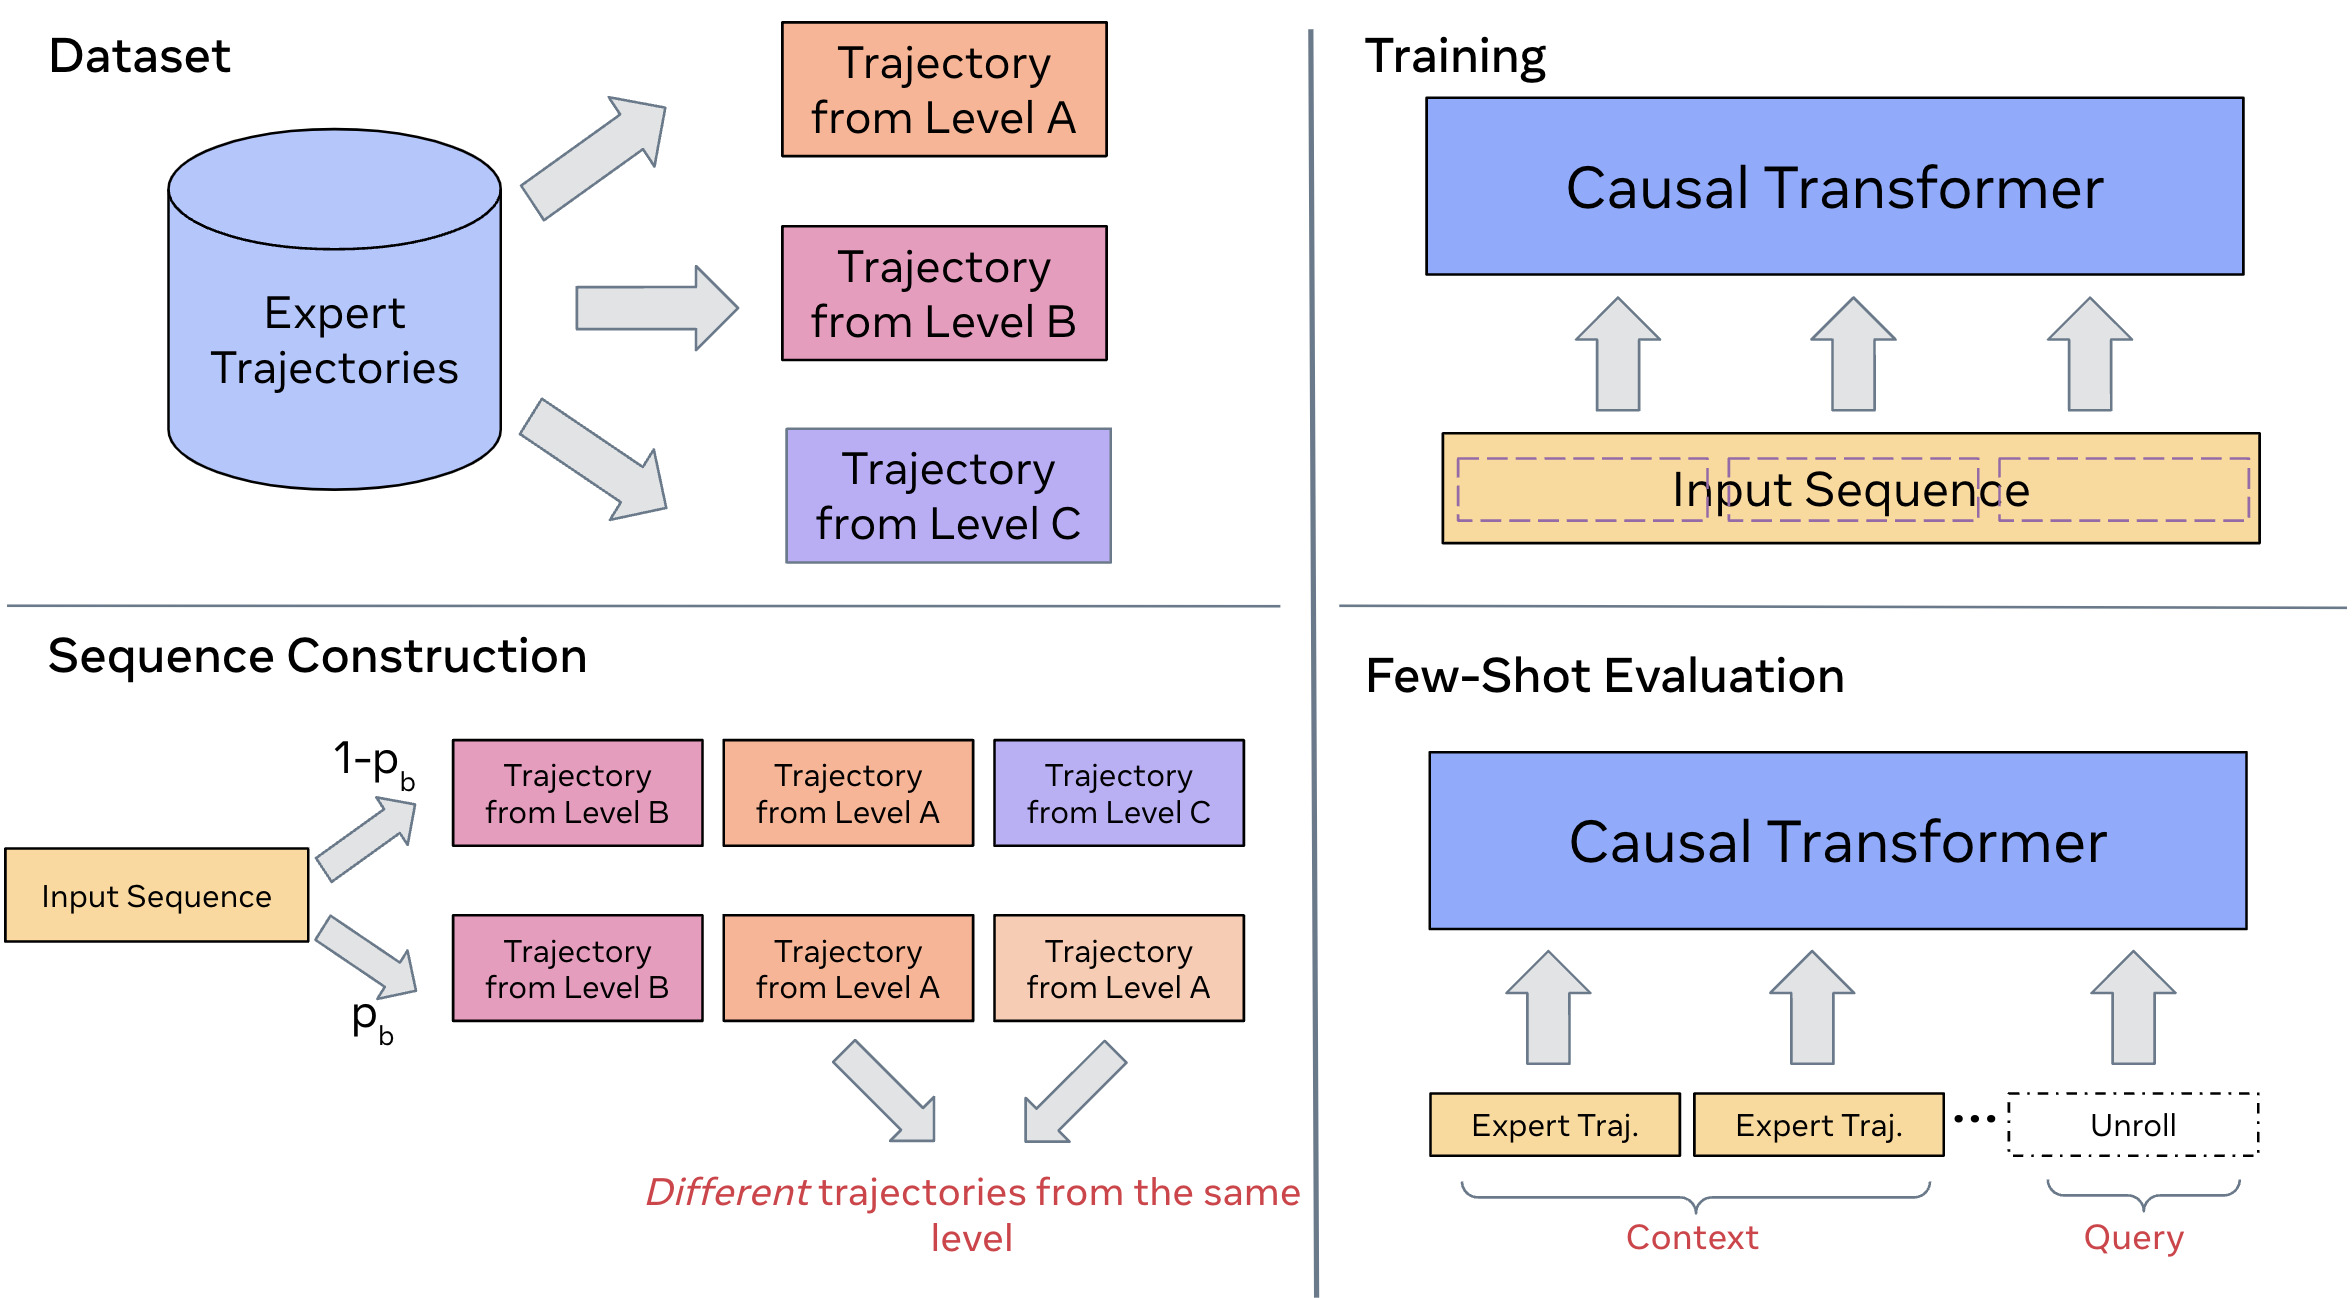 Dataset
Expert
Trajectories
Trajectory
from Level A
Trajectory
from Level B
Trajectory
from Level C
Training
Causal Transformer
Input Sequence
Sequence Construction
Input Sequence
1-p_b
Trajectory
from Level B
Trajectory
from Level A
Trajectory
from Level C
p_b
Trajectory
from Level B
Trajectory
from Level A
Trajectory
from Level A
Different trajectories from the same
level
Few-Shot Evaluation
Causal Transformer
Expert Traj.
Expert Traj.
...
Unroll
Context
Query